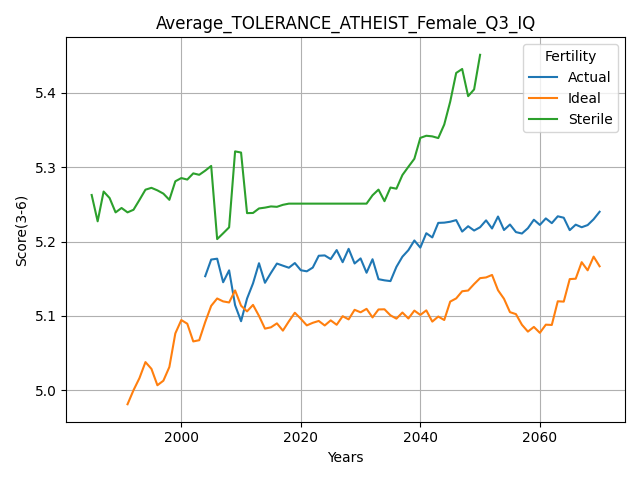 Average_TOLERANCE_ATHEIST_Female_Q3_IQ
Fertility
Actual
Ideal
Sterile
Score(3-6)
5.4
5.3
5.2
5.1
5.0
2000
2020
2040
2060
Years